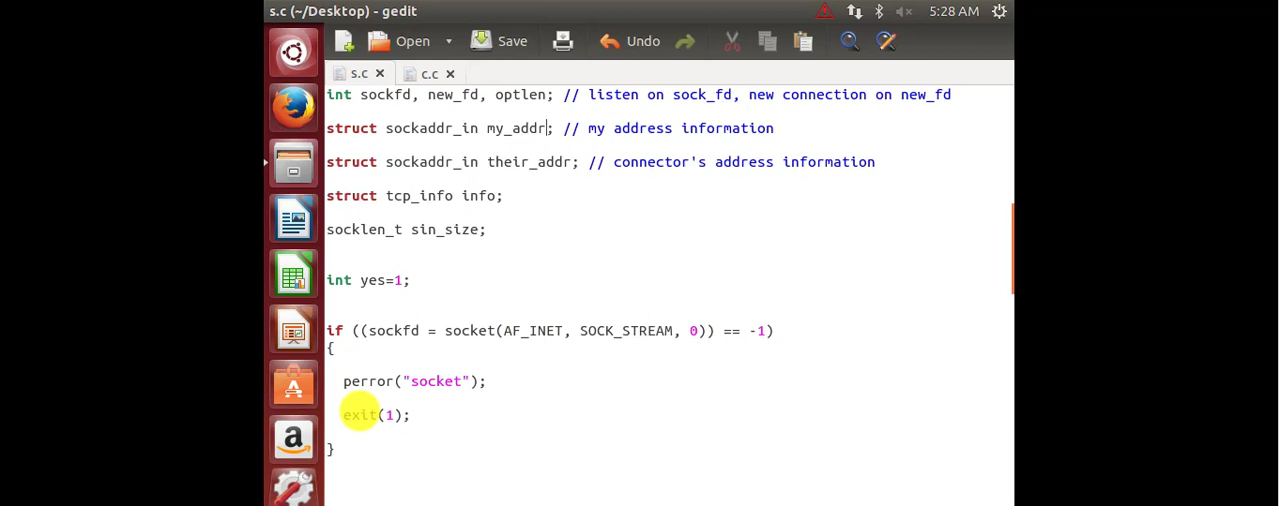 s.c (~/Desktop) - gedit
5:28 AM
Open
Save
Undo
s.c
c.c
int sockfd, new_fd, optlen; // listen on sock_fd, new connection on new_fd
struct sockaddr_in my_addr; // my address information
struct sockaddr_in their_addr; // connector's address information
struct tcp_info info;
socklen_t sin_size;
int yes=1;
if ((sockfd = socket(AF_INET, SOCK_STREAM, 0)) == -1)
{
perror("socket");
exit(1);
}